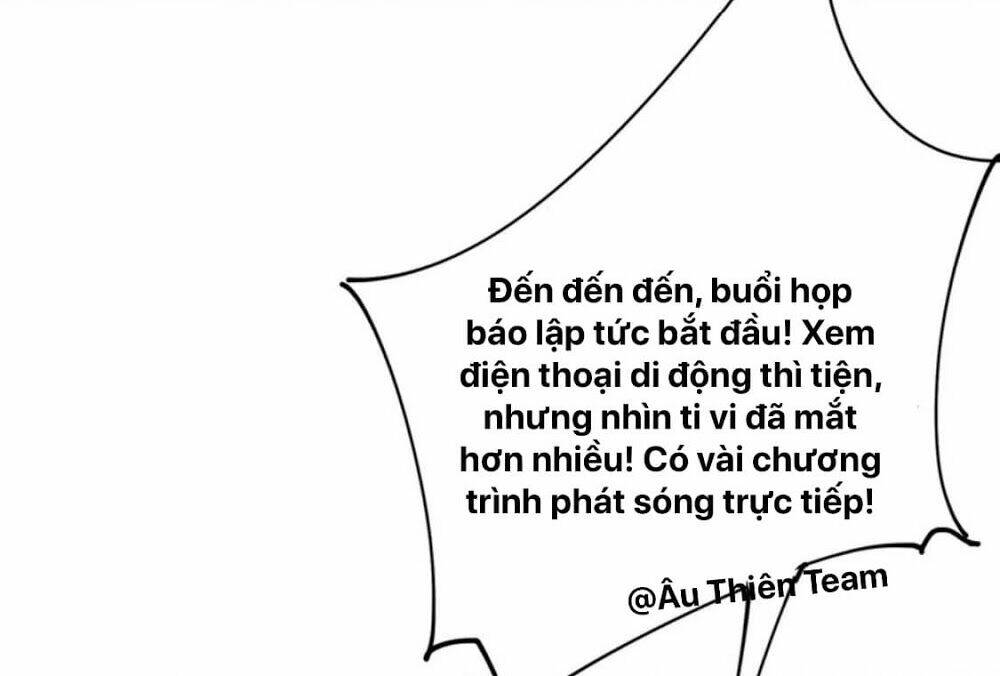 Đến đến đến, buổi họp
báo lập tức bắt đầu! Xem
điện thoại di động thì tiện,
nhưng nhìn ti vi đã mắt
hơn nhiều! Có vài chương
trình phát sóng trực tiếp!
@Âu Thiên Team